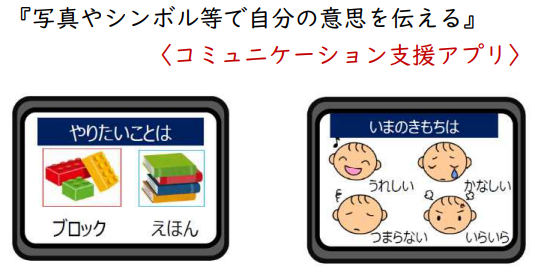 『写真やシンボル等で自分の意思を伝える』
〈コミュニケーション支援アプリ〉
やりたいことは
ブロック えほん
いまのきもちは
うれしい かなしい
つまらない いらいら